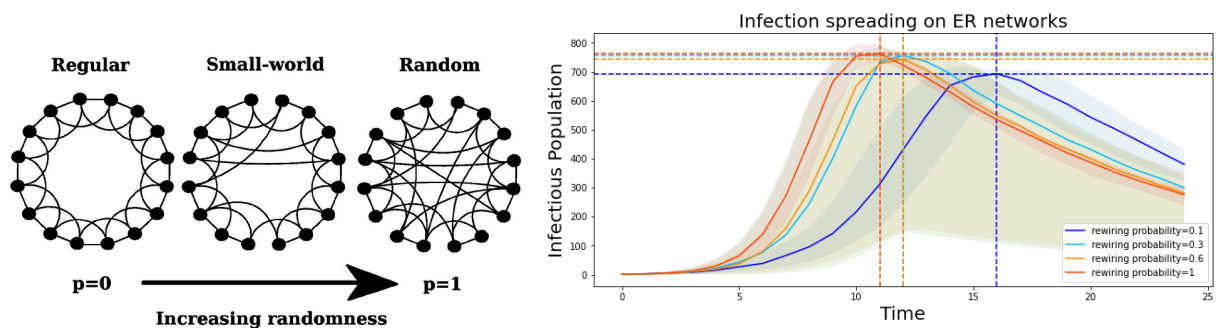 Regular
Small-world
Random
p=0
p=1
Increasing randomness
Infection spreading on ER networks
Infectious Population
800
700
600
500
400
300
200
100
0
0
5
10
15
20
25
Time
rewiring probability=0.1
rewiring probability=0.3
rewiring probability=0.6
rewiring probability=1